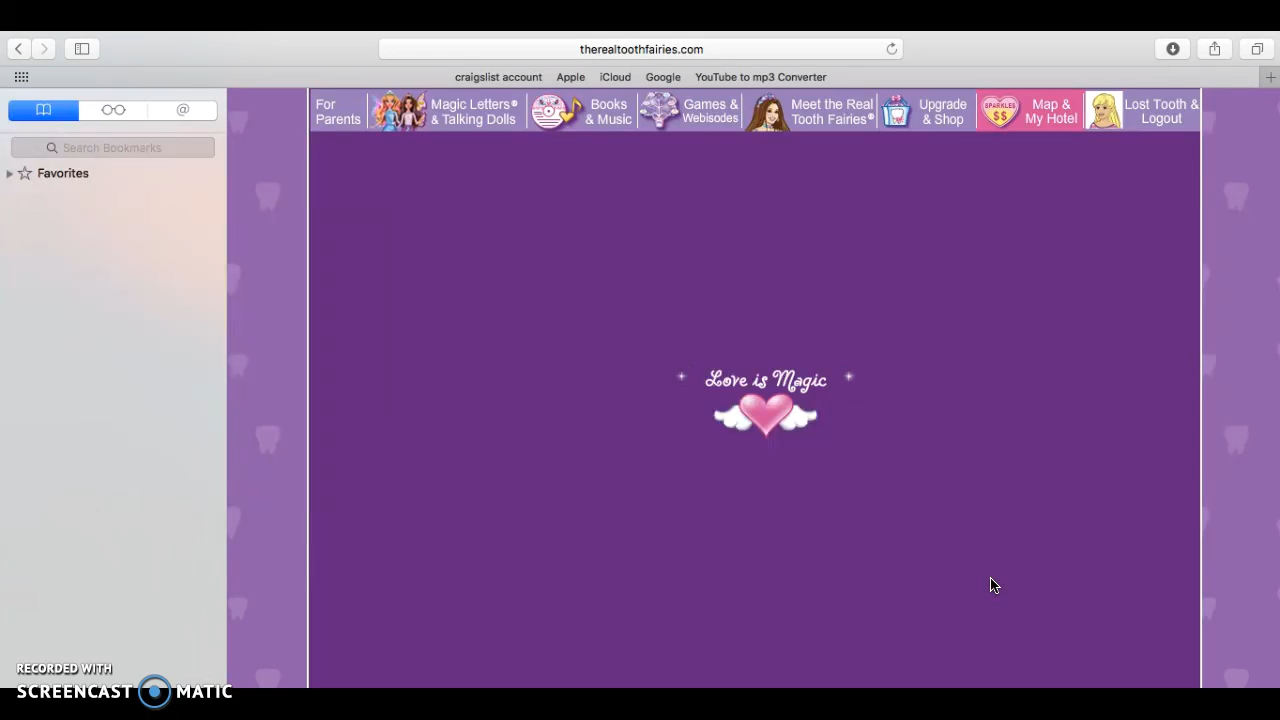 therealtoothfairies.com
craigslist account Apple iCloud Google YouTube to mp3 Converter
@
Search Bookmarks
Favorites
For
Parents
Magic Letters®
& Talking Dolls
Books
& Music
Games &
Webisodes
Meet the Real
Tooth Fairies®
Upgrade
& Shop
SPARKLES
$$
Map &
My Hotel
Lost Tooth &
Logout
Love is Magic
RECORDED WITH
SCREENCAST MATIC